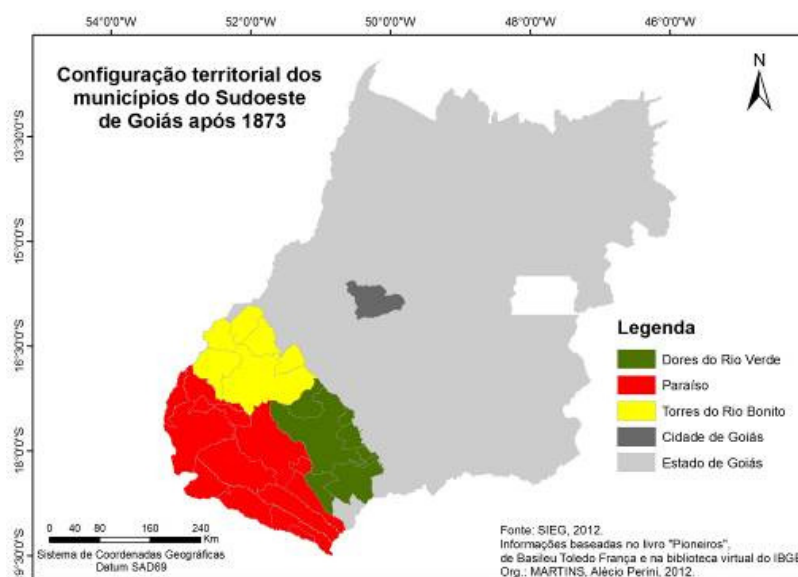 54°0'0"W
52°0'0"W
50°0'0"W
48°0'0"W
46°0'0"W
Configuração territorial dos
municípios do Sudoeste
de Goiás após 1873
N
13°30'0"S
15°0'0"S
16°30'0"S
18°0'0"S
9°30'0"S
Legenda
Dores do Rio Verde
Paraíso
Torres do Rio Bonito
Cidade de Goiás
Estado de Goiás
0 40 80 160 240
Km
Sistema de Coordenadas Geográficas
Datum SAD69
Fonte: SIEG, 2012.
Informações baseadas no livro "Pioneiros",
de Basileu Toledo França e na biblioteca virtual do IBGE
Org.: MARTINS, Alécio Perini, 2012.